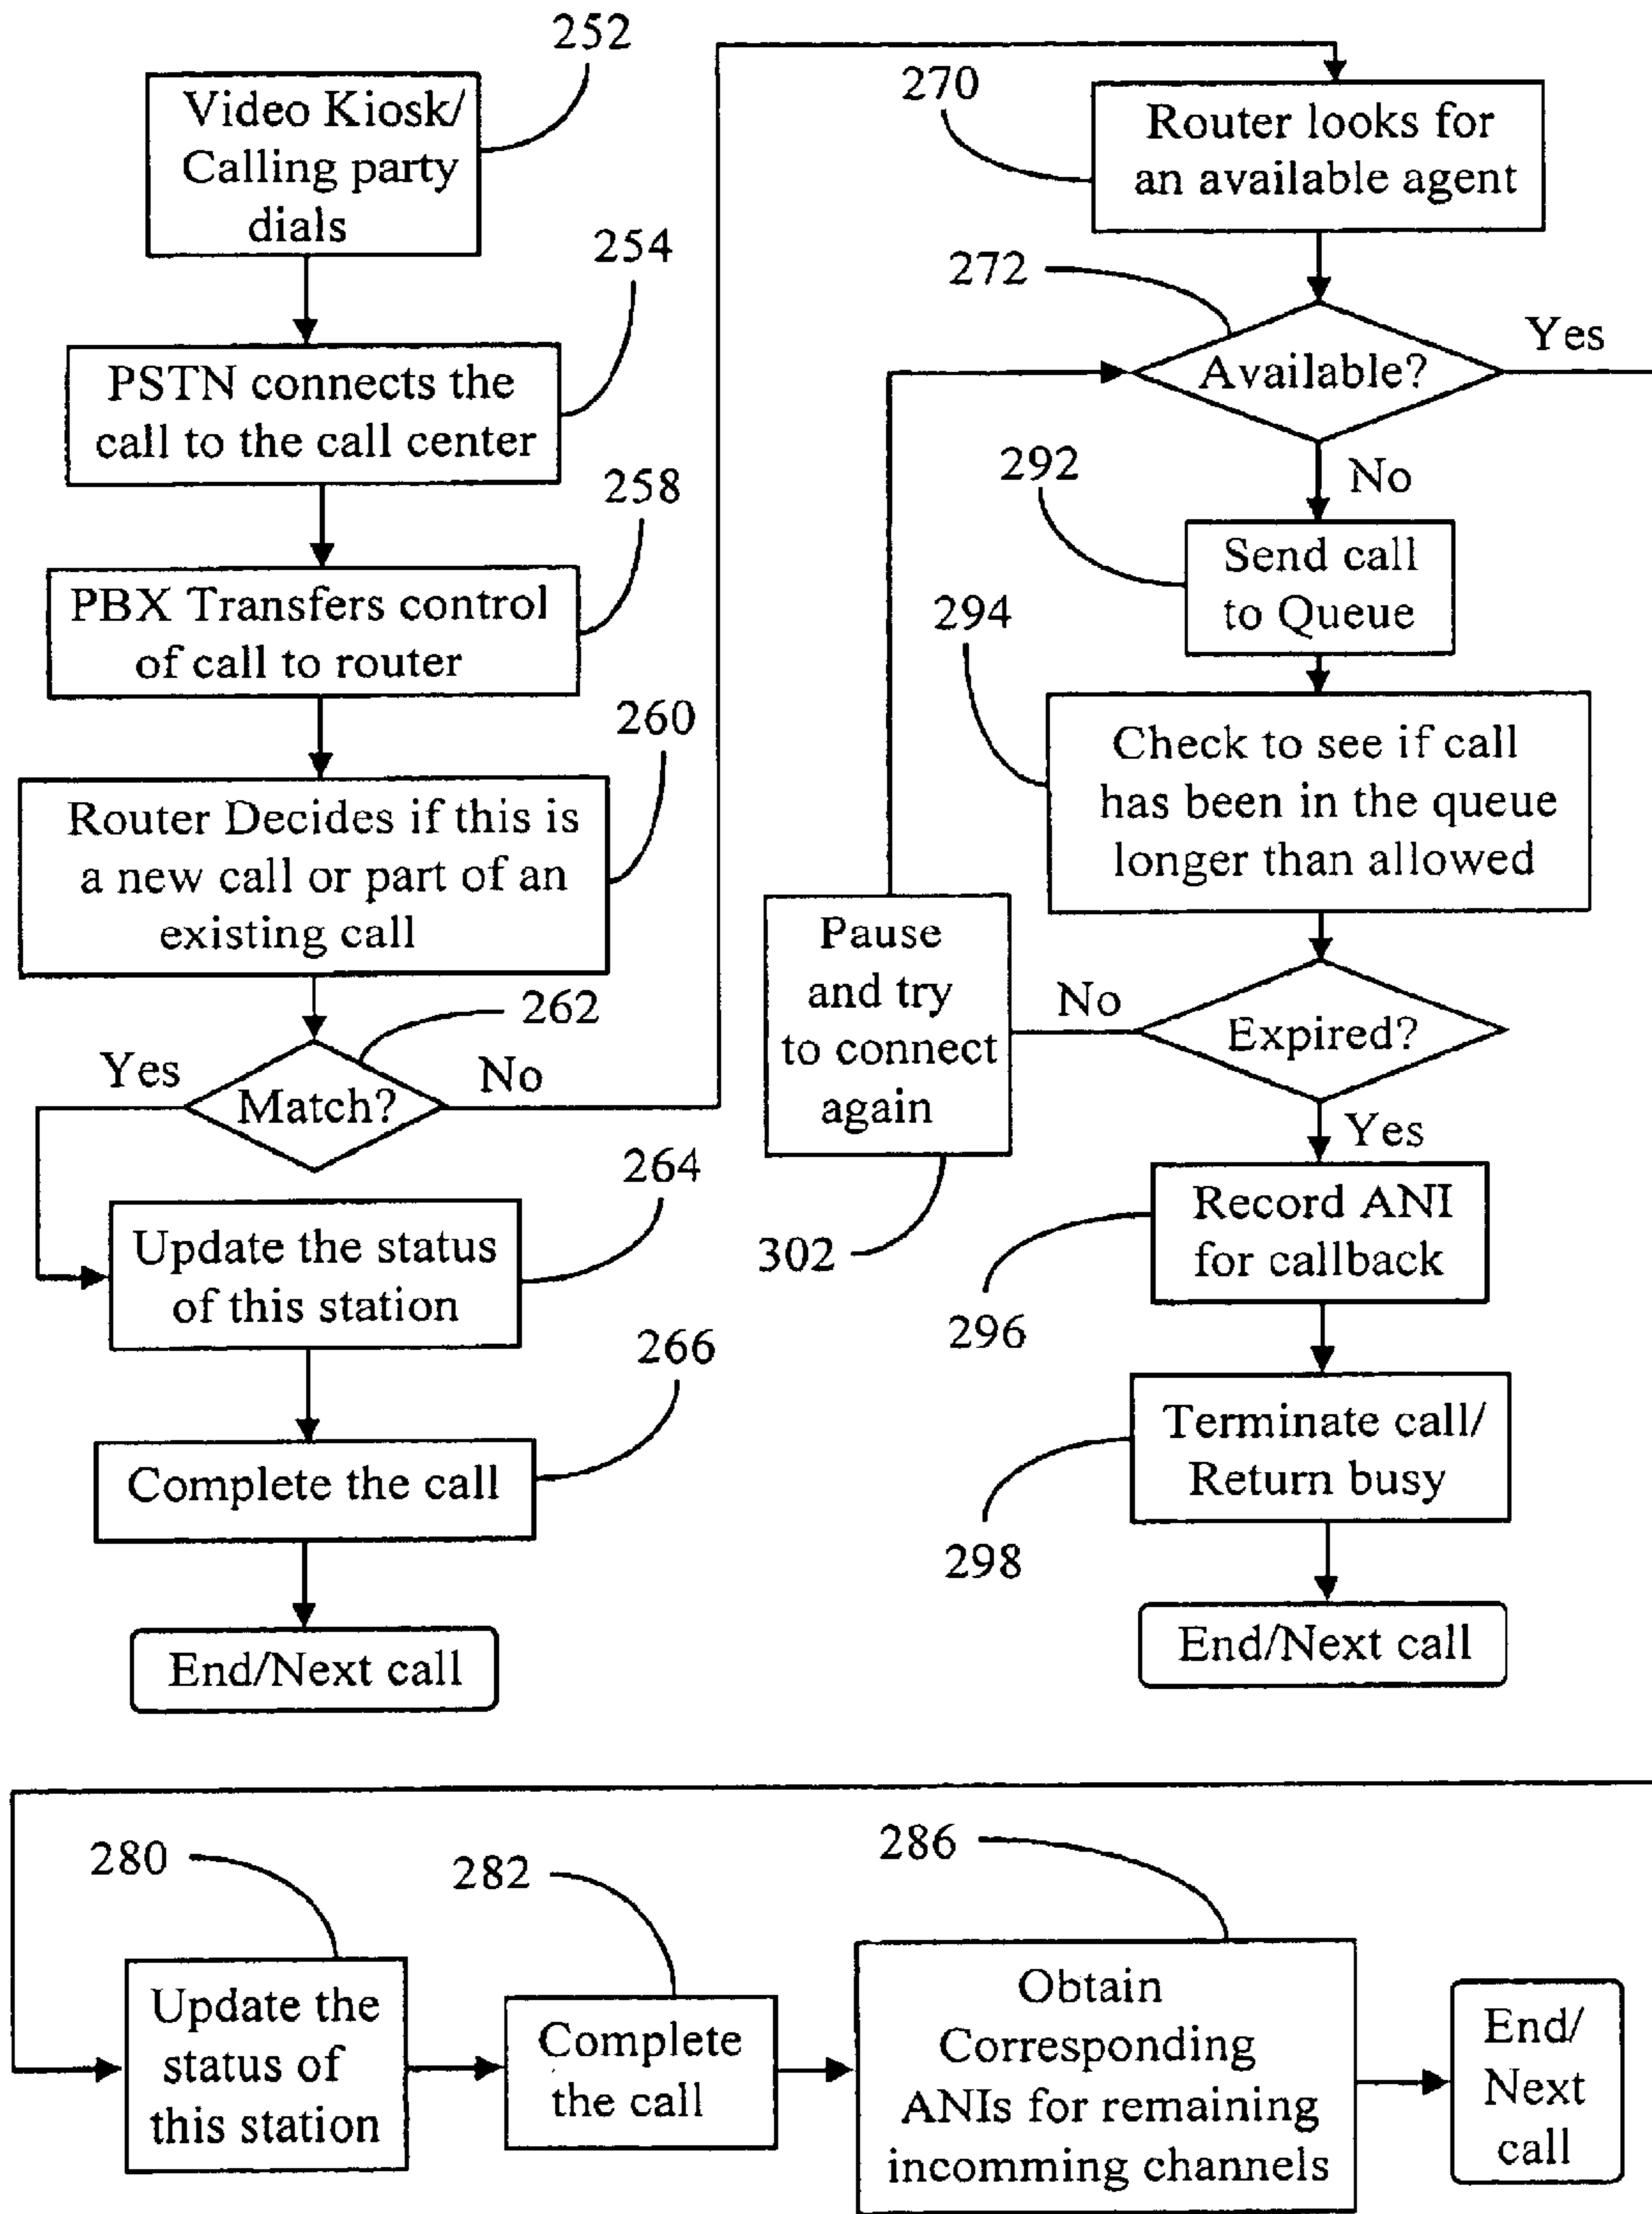 252
Video Kiosk/
Calling party
dials
254
PSTN connects the
call to the call center
258
PBX Transfers control
of call to router
260
Router Decides if this is
a new call or part of an
existing call
262
Yes
Match?
No
264
Update the status
of this station
266
Complete the call
End/Next call
270
Router looks for
an available agent
272
Available?
Yes
No
292
Send call
to Queue
294
Check to see if call
has been in the queue
longer than allowed
Expired?
No
Pause
and try
to connect
again
302
Yes
Record ANI
for callback
296
Terminate call/
Return busy
298
End/Next call
280
Update the
status of
this station
282
Complete
the call
286
Obtain
Corresponding
ANIs for remaining
incomming channels
End/
Next
call